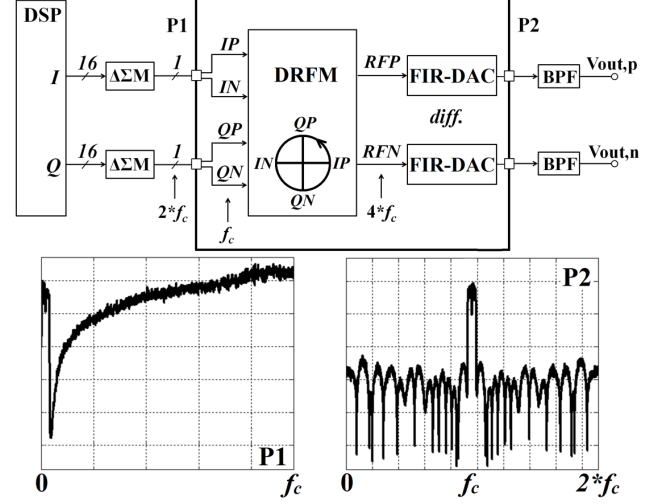 DSP
P1
P2
I
16
ΔΣM
1
IP
IN
DRFM
RFP
FIR-DAC
BPF
Vout,p
diff.
QP
QP
IN
IP
QN
Q
16
ΔΣM
1
QN
RFN
FIR-DAC
BPF
Vout,n
2*fc
fc
4*fc
P1
0
fc
P2
0
fc
2*fc